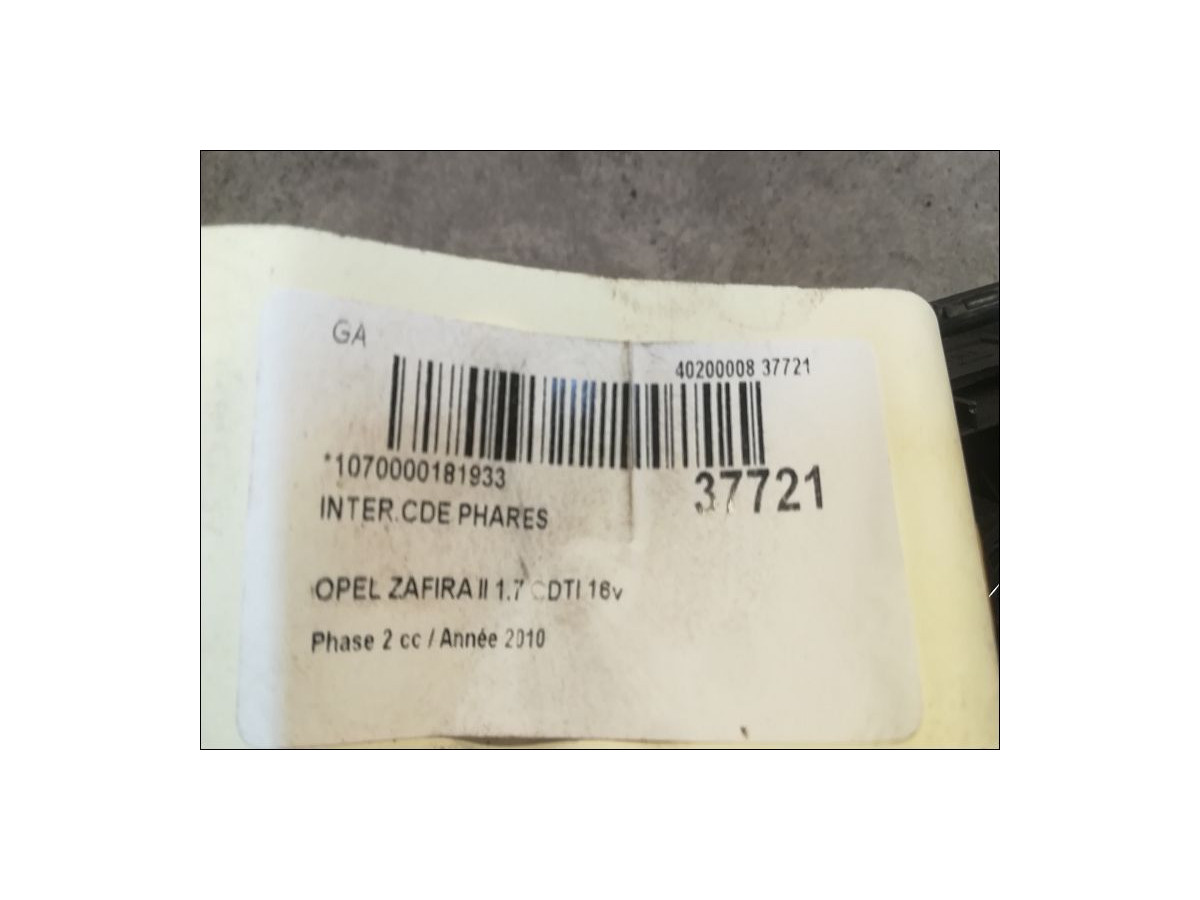 GA
40200008 37721
*1070000181933
37721
INTER.CDE PHARES
OPEL ZAFIRA II 1.7 CDTI 16v
Phase 2 cc / Année 2010